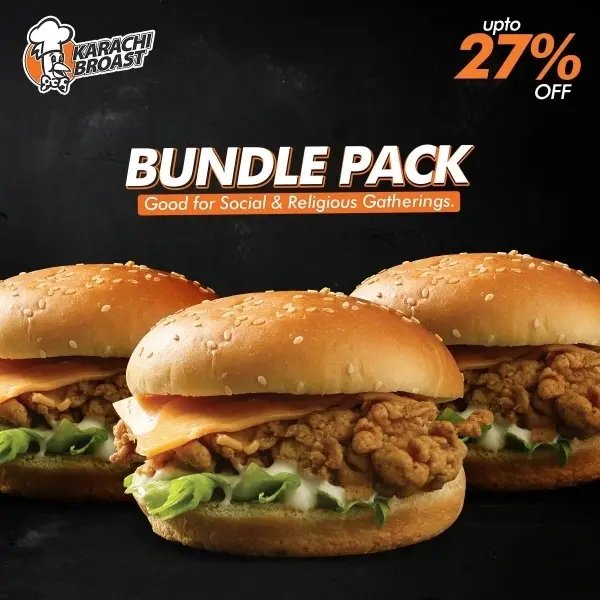 KARACHI
BROAST
upto
27%
OFF
BUNDLE PACK
Good for Social & Religious Gatherings.